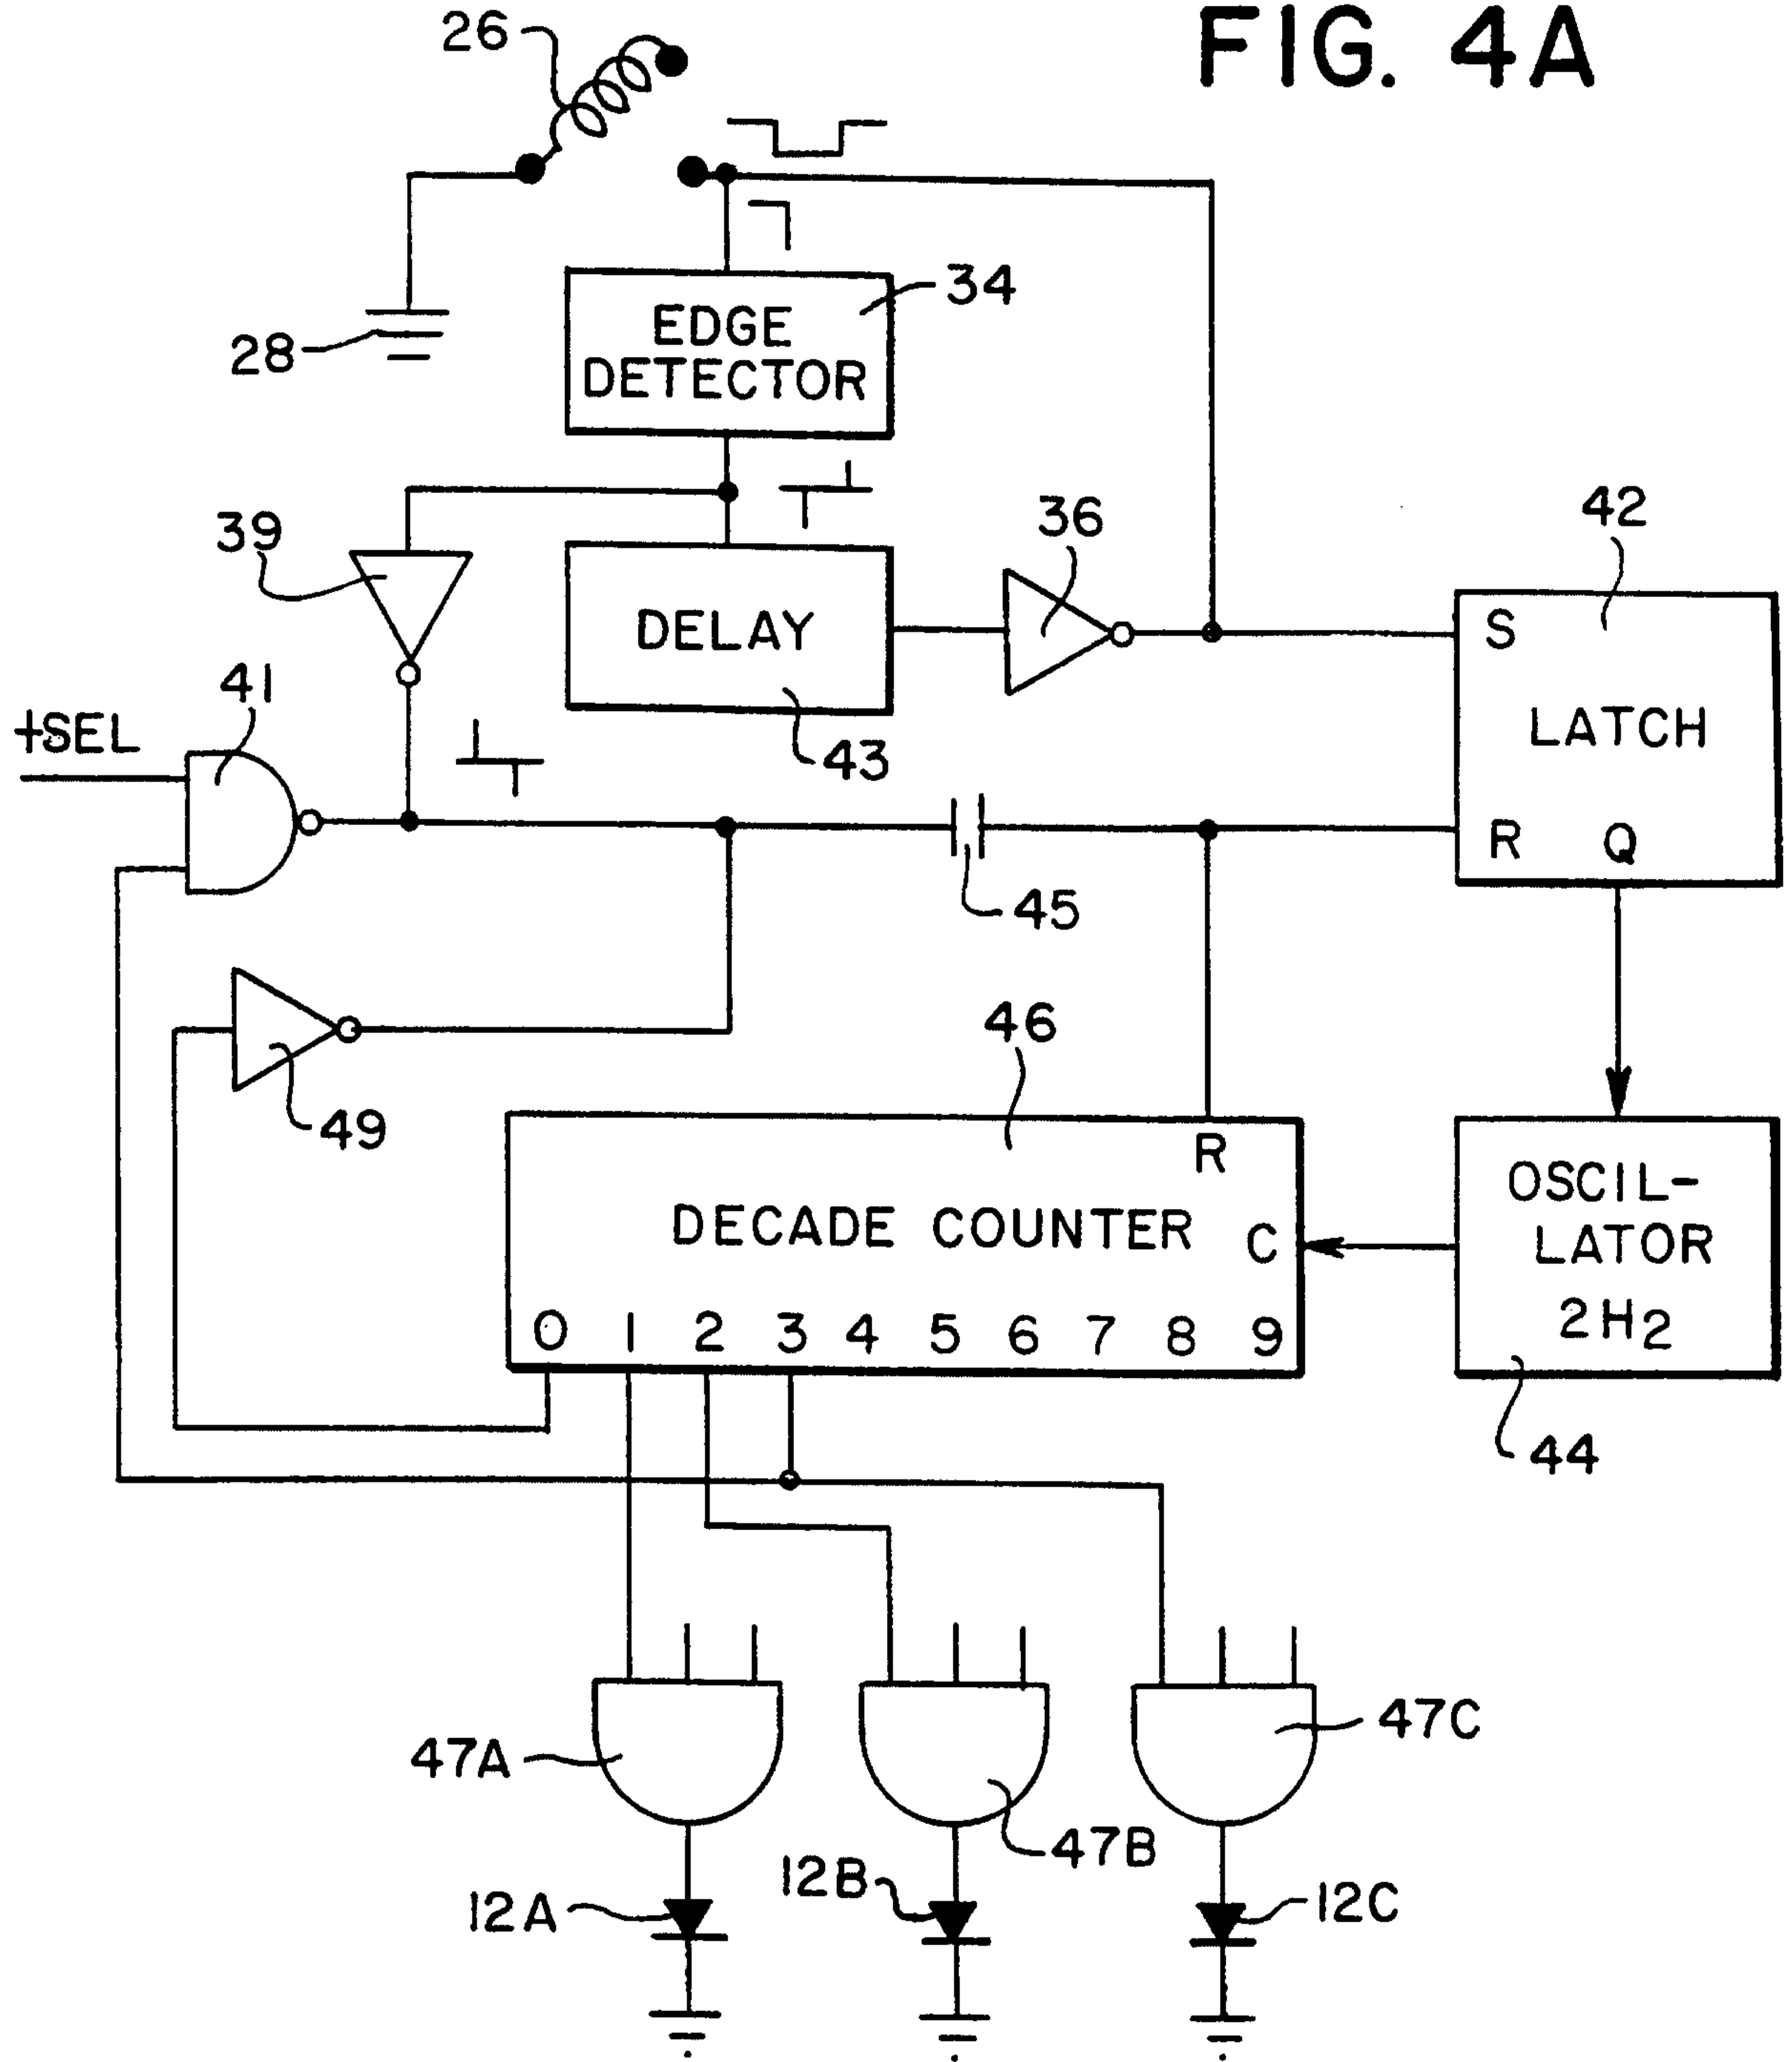 FIG. 4A
26
28
34
EDGE
DETECTOR
39
36
42
S
DELAY
LATCH
41
+SEL
43
R Q
45
49
46
R
DECADE COUNTER
C
OSCIL-
LATOR
2H2
0 1 2 3 4 5 6 7 8 9
44
47A
47C
47B
12A
12B
12C